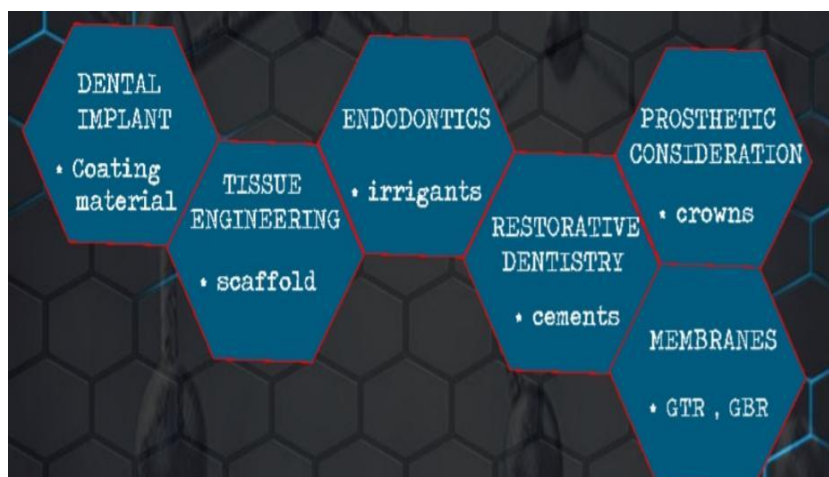 DENTAL
IMPLANT
* Coating
material
TISSUE
ENGINEERING
* scaffold
ENDODONTICS
* irrigants
RESTORATIVE
DENTISTRY
* cements
PROSTHETIC
CONSIDERATION
* crowns
MEMBRANES
* GTR , GBR